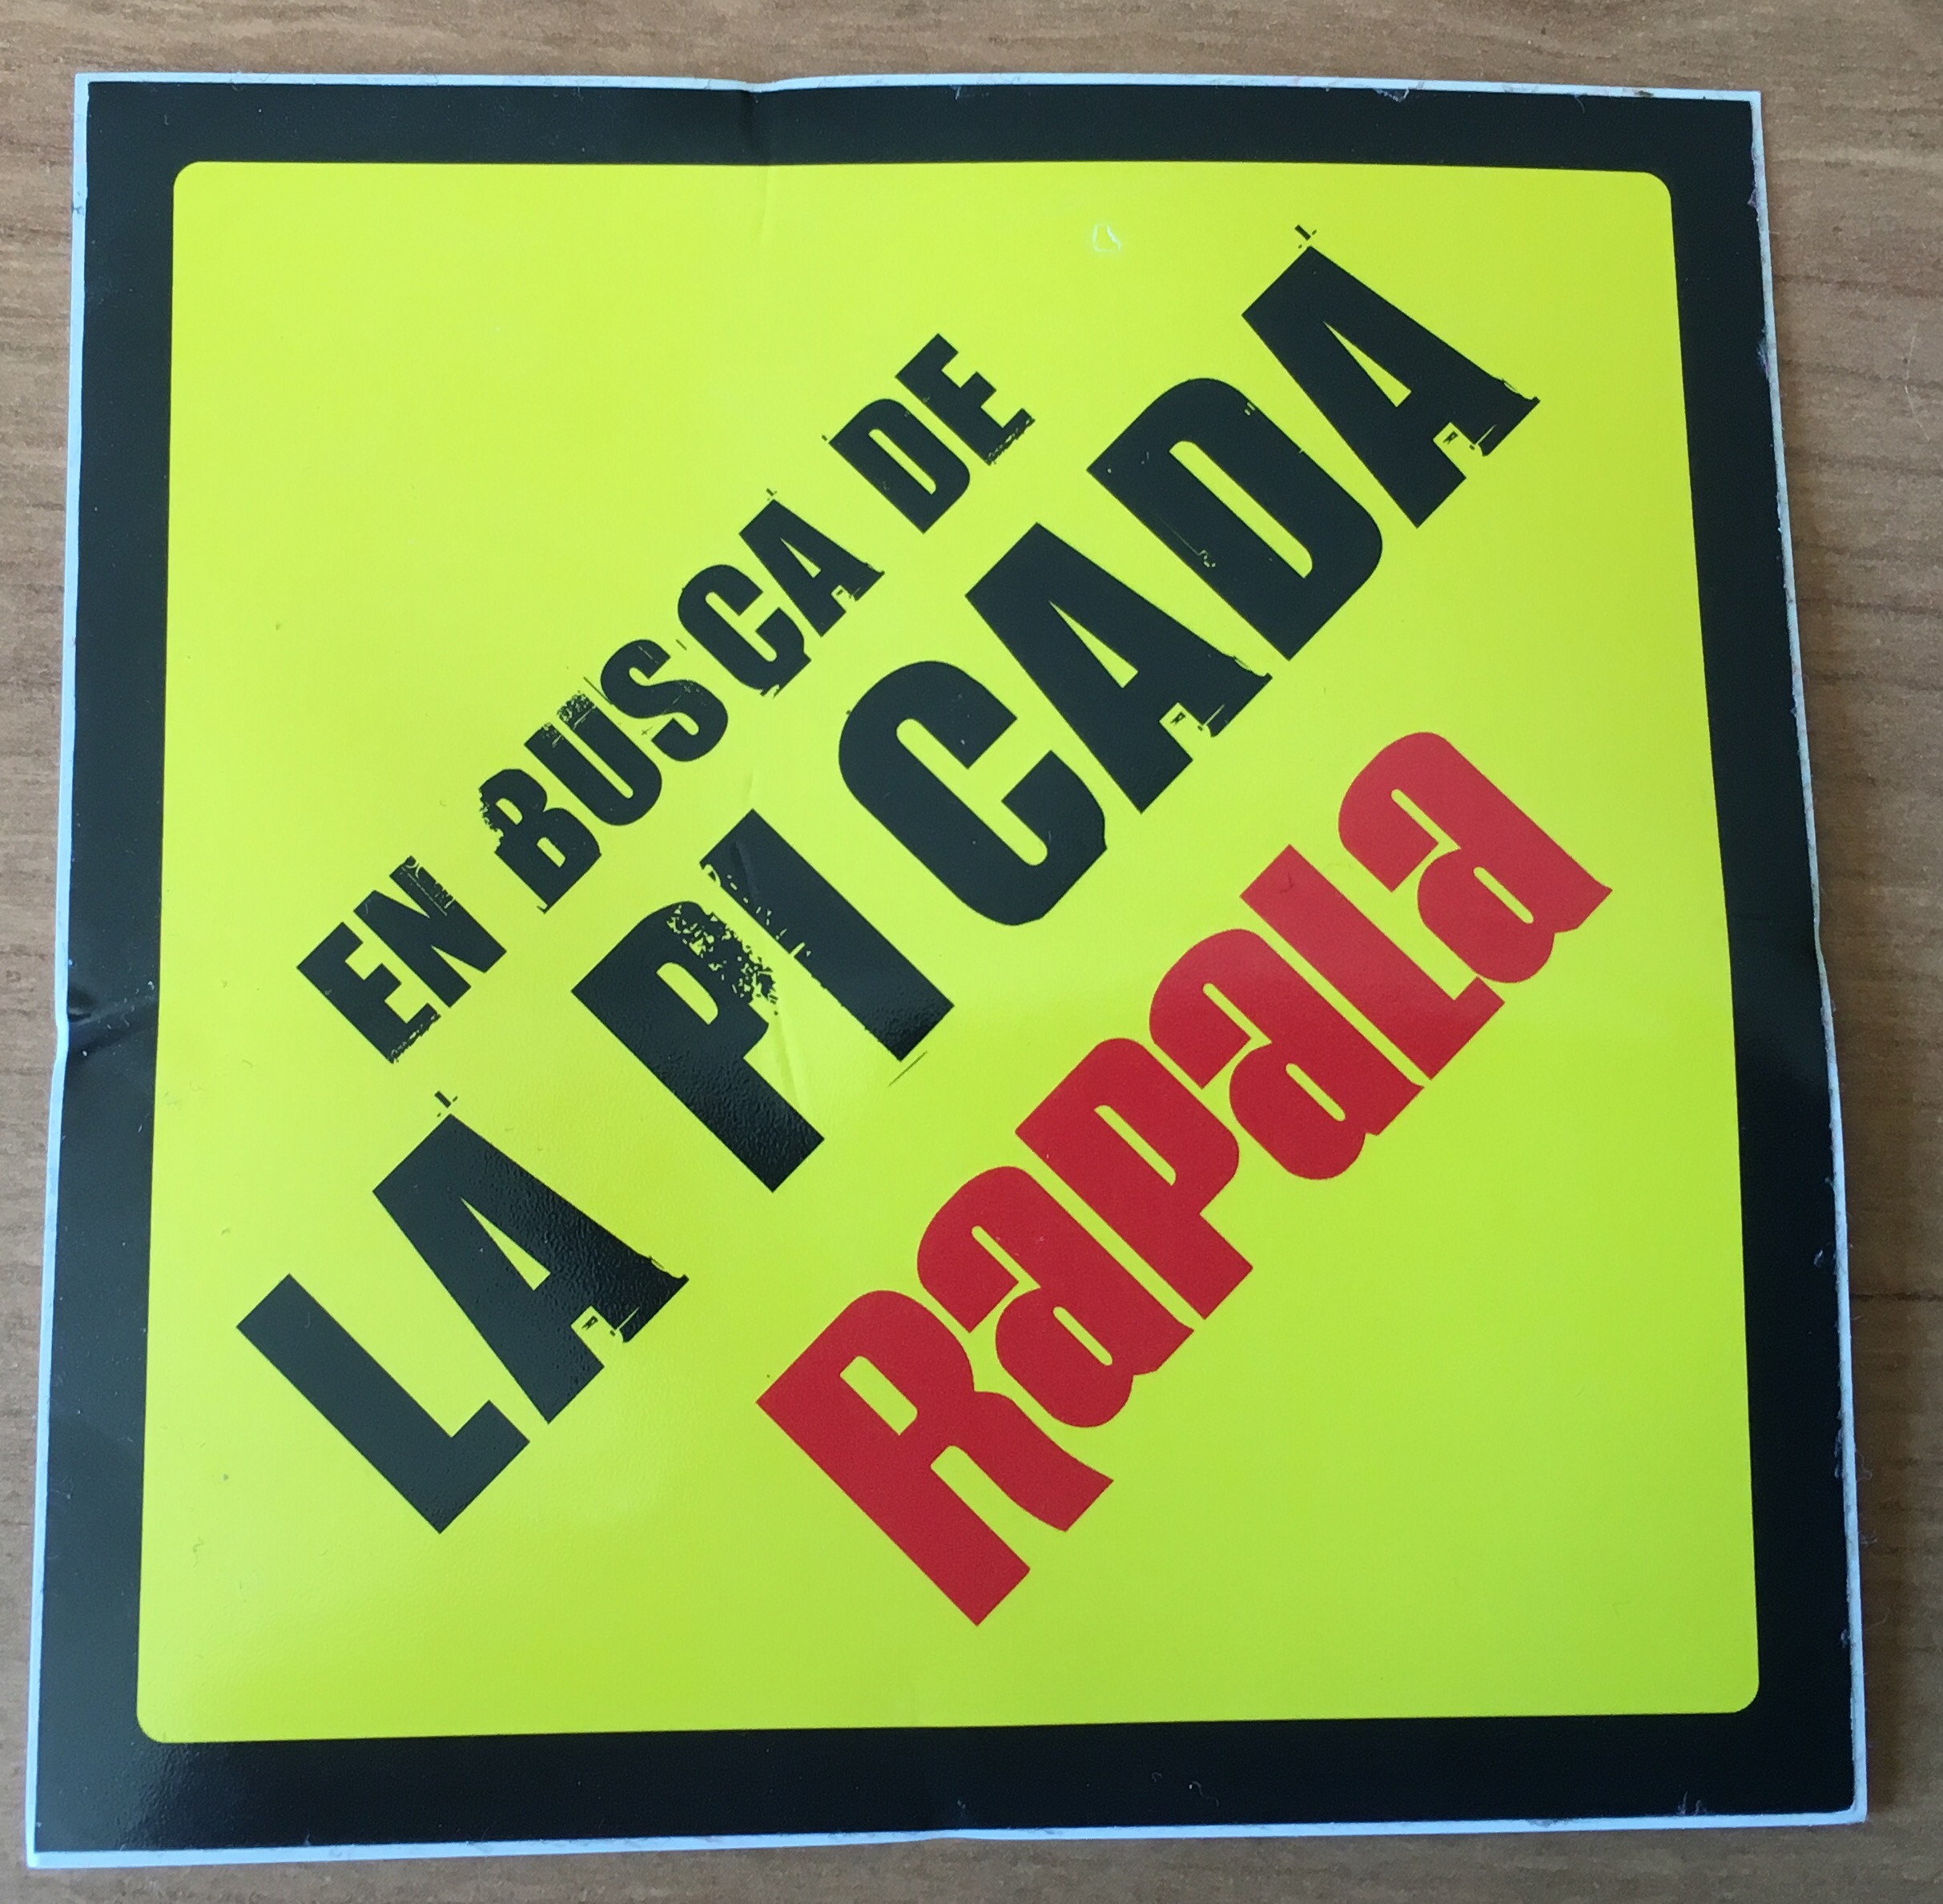 EN BUSCA DE
LA PICADA
Rapala